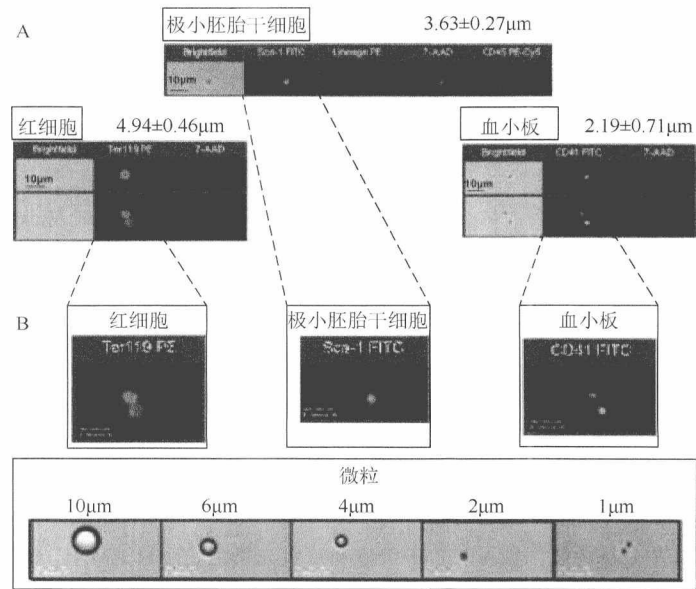 A
极小胚胎干细胞 3.63±0.27μm
Brightfield Sca-1 FITC Lineage PE 7-AAD CD45 PE-Cy5
10μm
红细胞 4.94±0.46μm
Brightfield Ter119 PE 7-AAD
10μm
血小板 2.19±0.71μm
Brightfield CD41 FITC 7-AAD
10μm
B
红细胞
Ter119 PE
极小胚胎干细胞
Sca-1 FITC
血小板
CD41 FITC
微粒
10μm 6μm 4μm 2μm 1μm